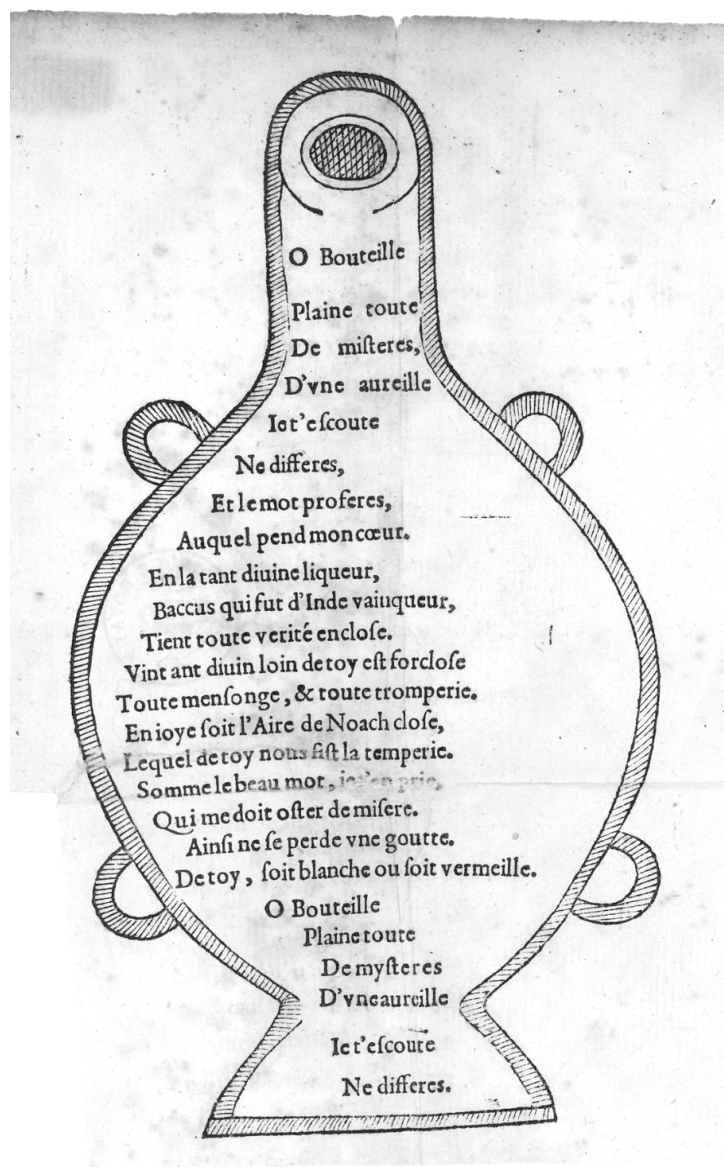 O Bouteille
Plaine toute
De miſteres,
D'vne aureille
Ie t'eſcoute
Ne differes,
Et le mot proferes,
Auquel pend mon cœur.
En la tant diuine liqueur,
Baccus qui fut d'Inde vainqueur,
Tient toute verité encloſe.
Vint ant diuin loin de toy eſt forcloſe
Toute menſonge, & toute tromperie.
En ioye ſoit l'Aire de Noach cloſe,
Lequel de toy nous fiſt la temperie.
Somme le beau mot, ie t'en prie,
Qui me doit oſter de miſere.
Ainſi ne ſe perde vne goutte.
De toy, ſoit blanche ou ſoit vermeille.
O Bouteille
Plaine toute
De myſteres
D'vne aureille
Ie t'eſcoute
Ne differes.